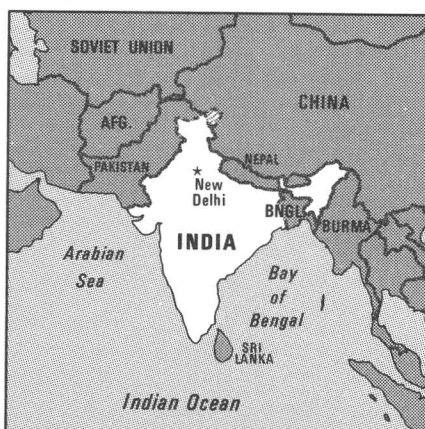 SOVIET UNION
CHINA
AFG.
PAKISTAN
NEPAL
New
Delhi
BNGL.
BURMA
INDIA
Arabian
Sea
Bay
of
Bengal
SRI
LANKA
Indian Ocean